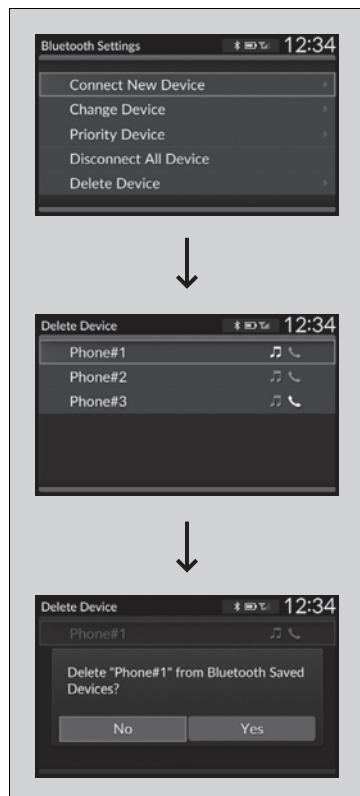 Bluetooth Settings 12:34
Connect New Device
Change Device
Priority Device
Disconnect All Device
Delete Device
Delete Device 12:34
Phone#1
Phone#2
Phone#3
Delete Device 12:34
Phone#1
Delete "Phone#1" from Bluetooth Saved
Devices?
No Yes